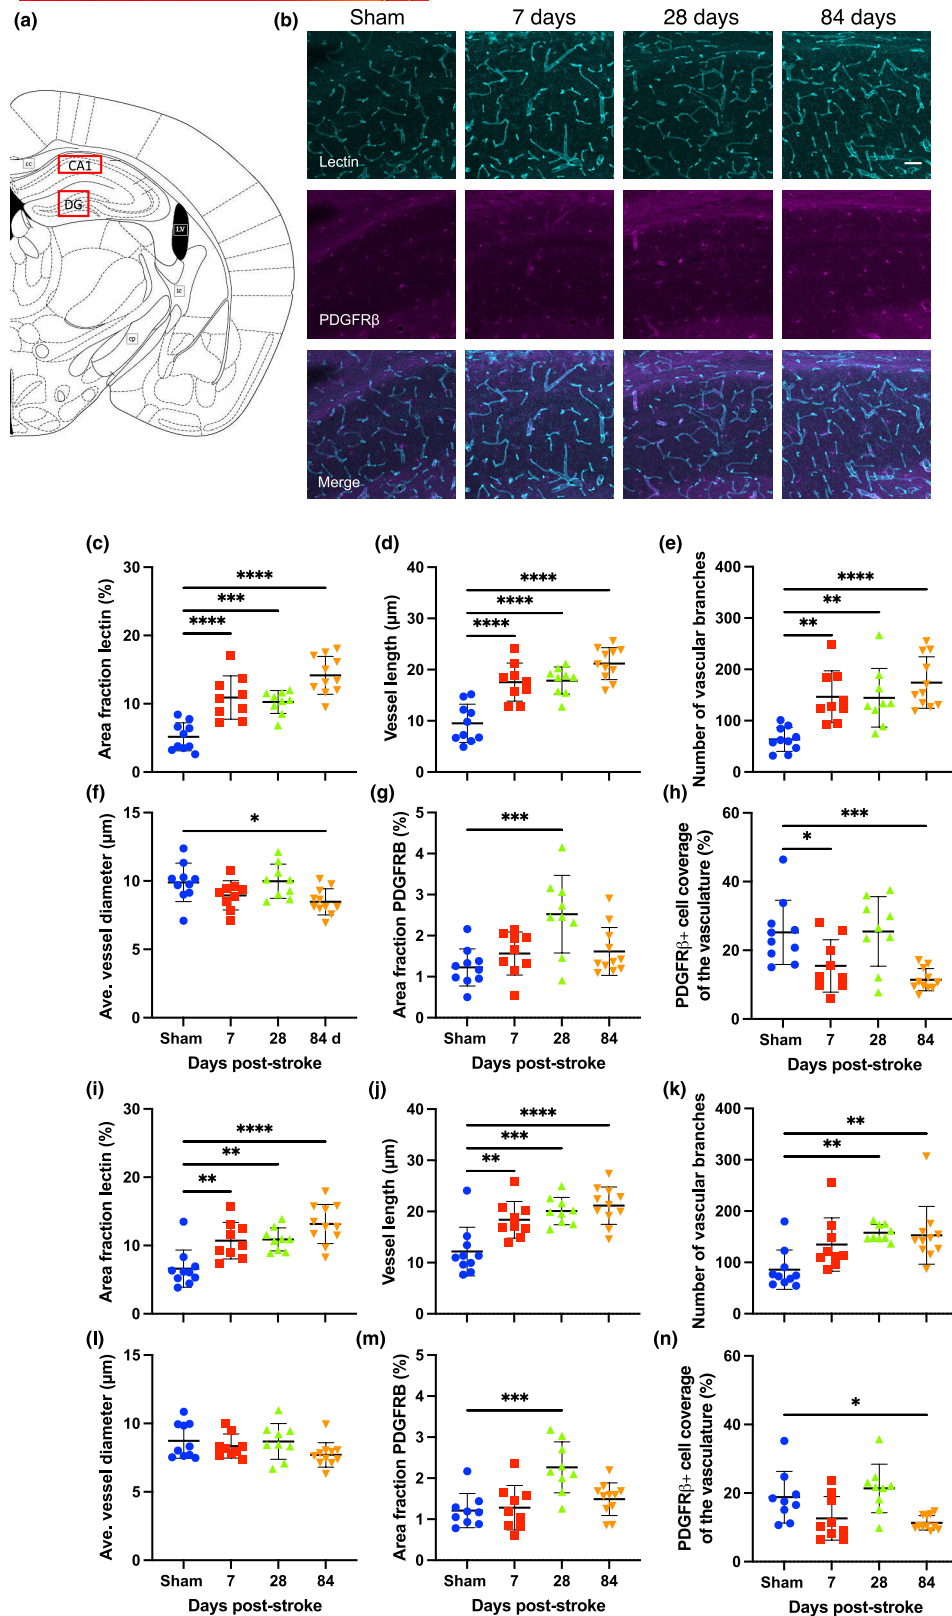 (a)
cc
CA1
DG
LV
ic
cp
(b)
Sham
7 days
28 days
84 days
Lectin
PDGFRβ
Merge
(c)
Area fraction lectin (%)
30
20
10
0
****
***
****
(d)
Vessel length (μm)
40
30
20
10
0
****
****
****
(e)
Number of vascular branches
400
300
200
100
0
****
**
**
(f)
Ave. vessel diameter (μm)
15
10
5
0
*
Sham
7
28
84 d
Days post-stroke
(g)
Area fraction PDGFRB (%)
5
4
3
2
1
0
***
Sham
7
28
84
Days post-stroke
(h)
PDGFRβ+ cell coverage
of the vasculature (%)
60
40
20
0
***
*
Sham
7
28
84
Days post-stroke
(i)
Area fraction lectin (%)
30
20
10
0
****
**
**
(j)
Vessel length (μm)
40
30
20
10
0
****
***
**
(k)
Number of vascular branches
400
300
200
100
0
**
**
(l)
Ave. vessel diameter (μm)
15
10
5
0
Sham
7
28
84
Days post-stroke
(m)
Area fraction PDGFRB (%)
5
4
3
2
1
0
***
Sham
7
28
84
Days post-stroke
(n)
PDGFRβ+ cell coverage
of the vasculature (%)
60
40
20
0
*
Sham
7
28
84
Days post-stroke